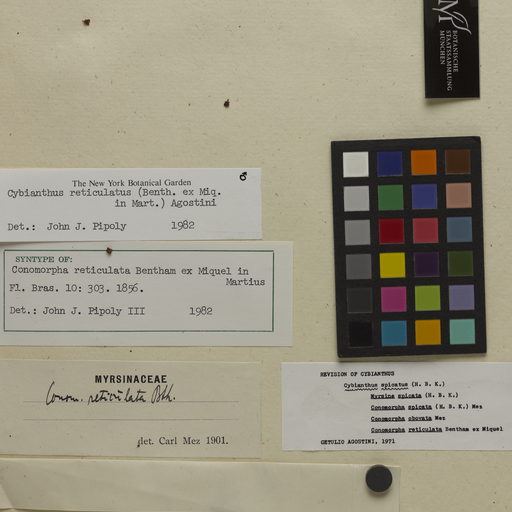 BOTANISCHE
STAATSSAMMLUNG
MÜNCHEN
The New York Botanical Garden ♂
Cybianthus reticulatus (Benth. ex Miq.
in Mart.) Agostini
Det.: John J. Pipoly 1982
SYNTYPE OF:
Conomorpha reticulata Bentham ex Miquel in
Martius
Fl. Bras. 10: 303. 1856.
Det.: John J. Pipoly III 1982
MYRSINACEAE
Conom. reticulata Bth.
det. Carl Mez 1901.
REVISION OF CYBIANTHUS
Cybianthus spicatus (H. B. K.)
Myrsine spicata (H. B. K.)
Conomorpha spicata (H. B. K.) Mez
Conomorpha obovata Mez
Conomorpha reticulata Bentham ex Miquel
GETULIO AGOSTINI, 1971